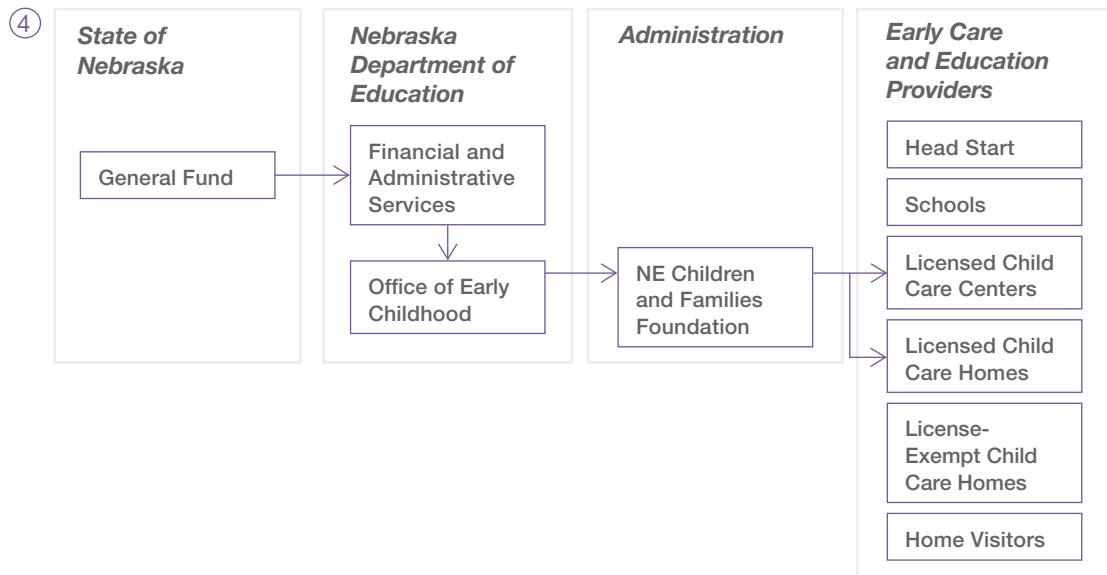 4
State of
Nebraska
General Fund
Nebraska
Department of
Education
Financial and
Administrative
Services
Office of Early
Childhood
Administration
NE Children
and Families
Foundation
Early Care
and Education
Providers
Head Start
Schools
Licensed Child
Care Centers
Licensed Child
Care Homes
License-
Exempt Child
Care Homes
Home Visitors